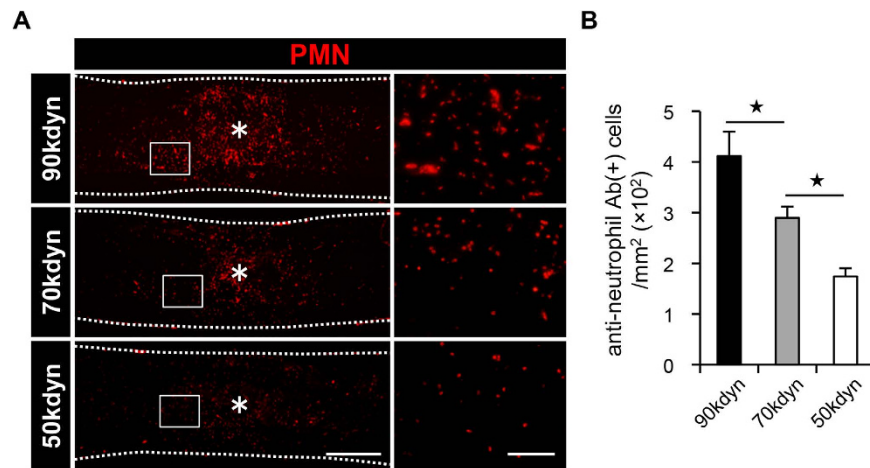 A
PMN
90kdyn
*
70kdyn
*
50kdyn
*
B
anti-neutrophil Ab(+) cells
/mm² (×10²)
5
4
3
2
1
0
★
★
90kdyn
70kdyn
50kdyn